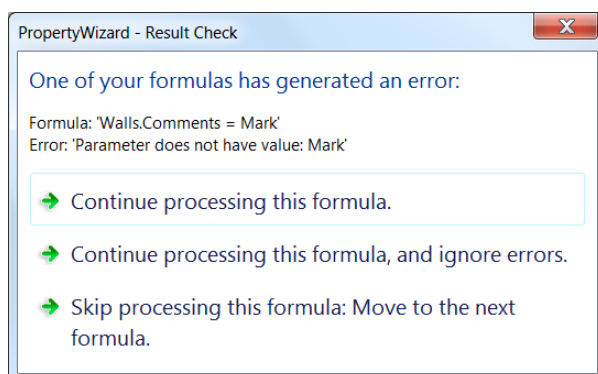 PropertyWizard - Result Check
One of your formulas has generated an error:
Formula: 'Walls.Comments = Mark'
Error: 'Parameter does not have value: Mark'
Continue processing this formula.
Continue processing this formula, and ignore errors.
Skip processing this formula: Move to the next
formula.